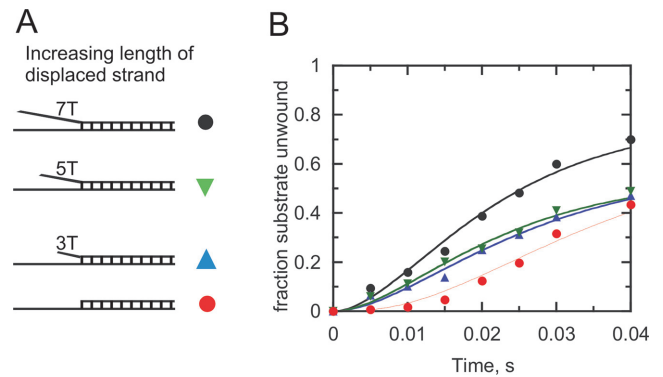 A
Increasing length of
displaced strand
7T
5T
3T
B
fraction substrate unwound
1
0.8
0.6
0.4
0.2
0
0
0.01
0.02
0.03
0.04
Time, s